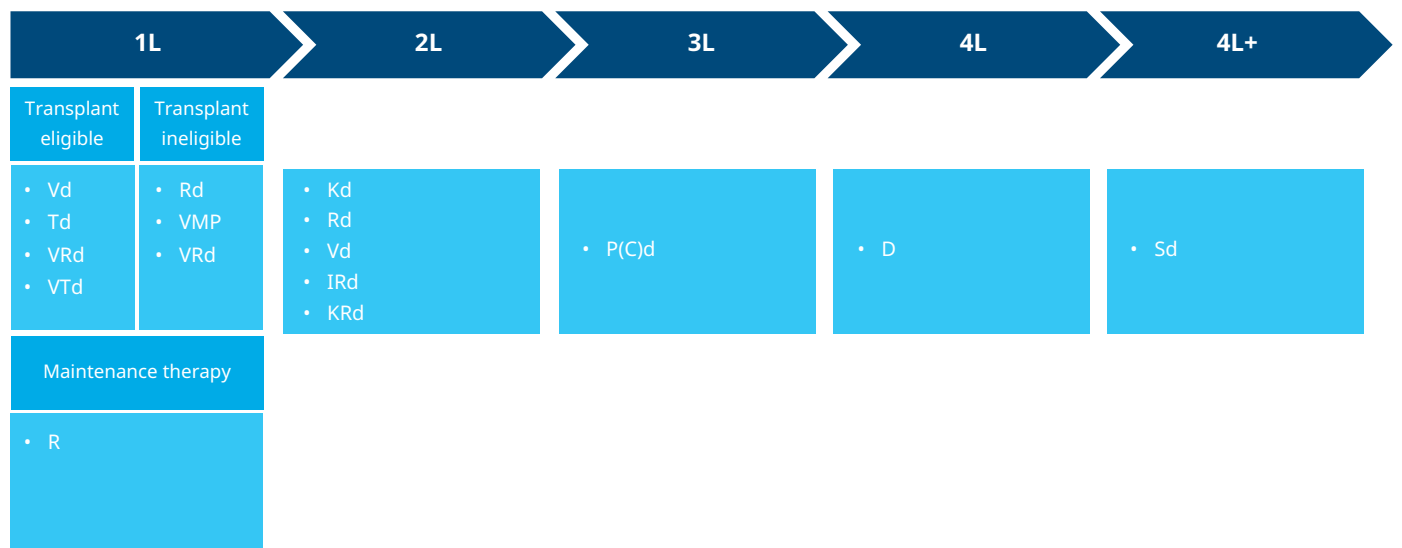 1L
2L
3L
4L
4L+
Transplant
eligible
Transplant
ineligible
• Vd
• Td
• VRd
• VTd
• Rd
• VMP
• VRd
• Kd
• Rd
• Vd
• IRd
• KRd
• P(C)d
• D
• Sd
Maintenance therapy
• R